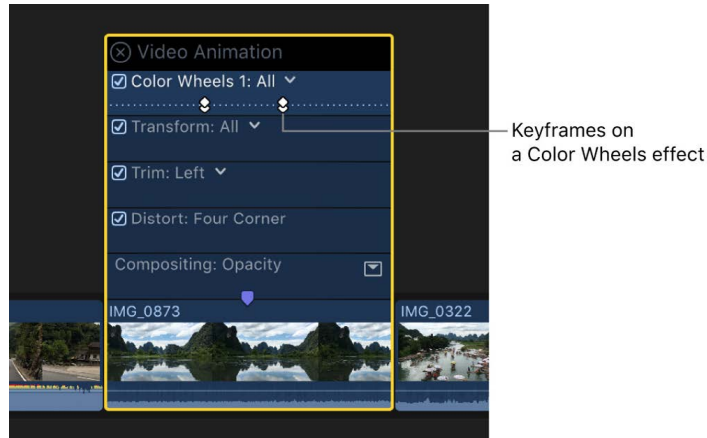 Video Animation
Color Wheels 1: All
Transform: All
Keyframes on
a Color Wheels effect
Trim: Left
Distort: Four Corner
Compositing: Opacity
IMG_0873
IMG_0322